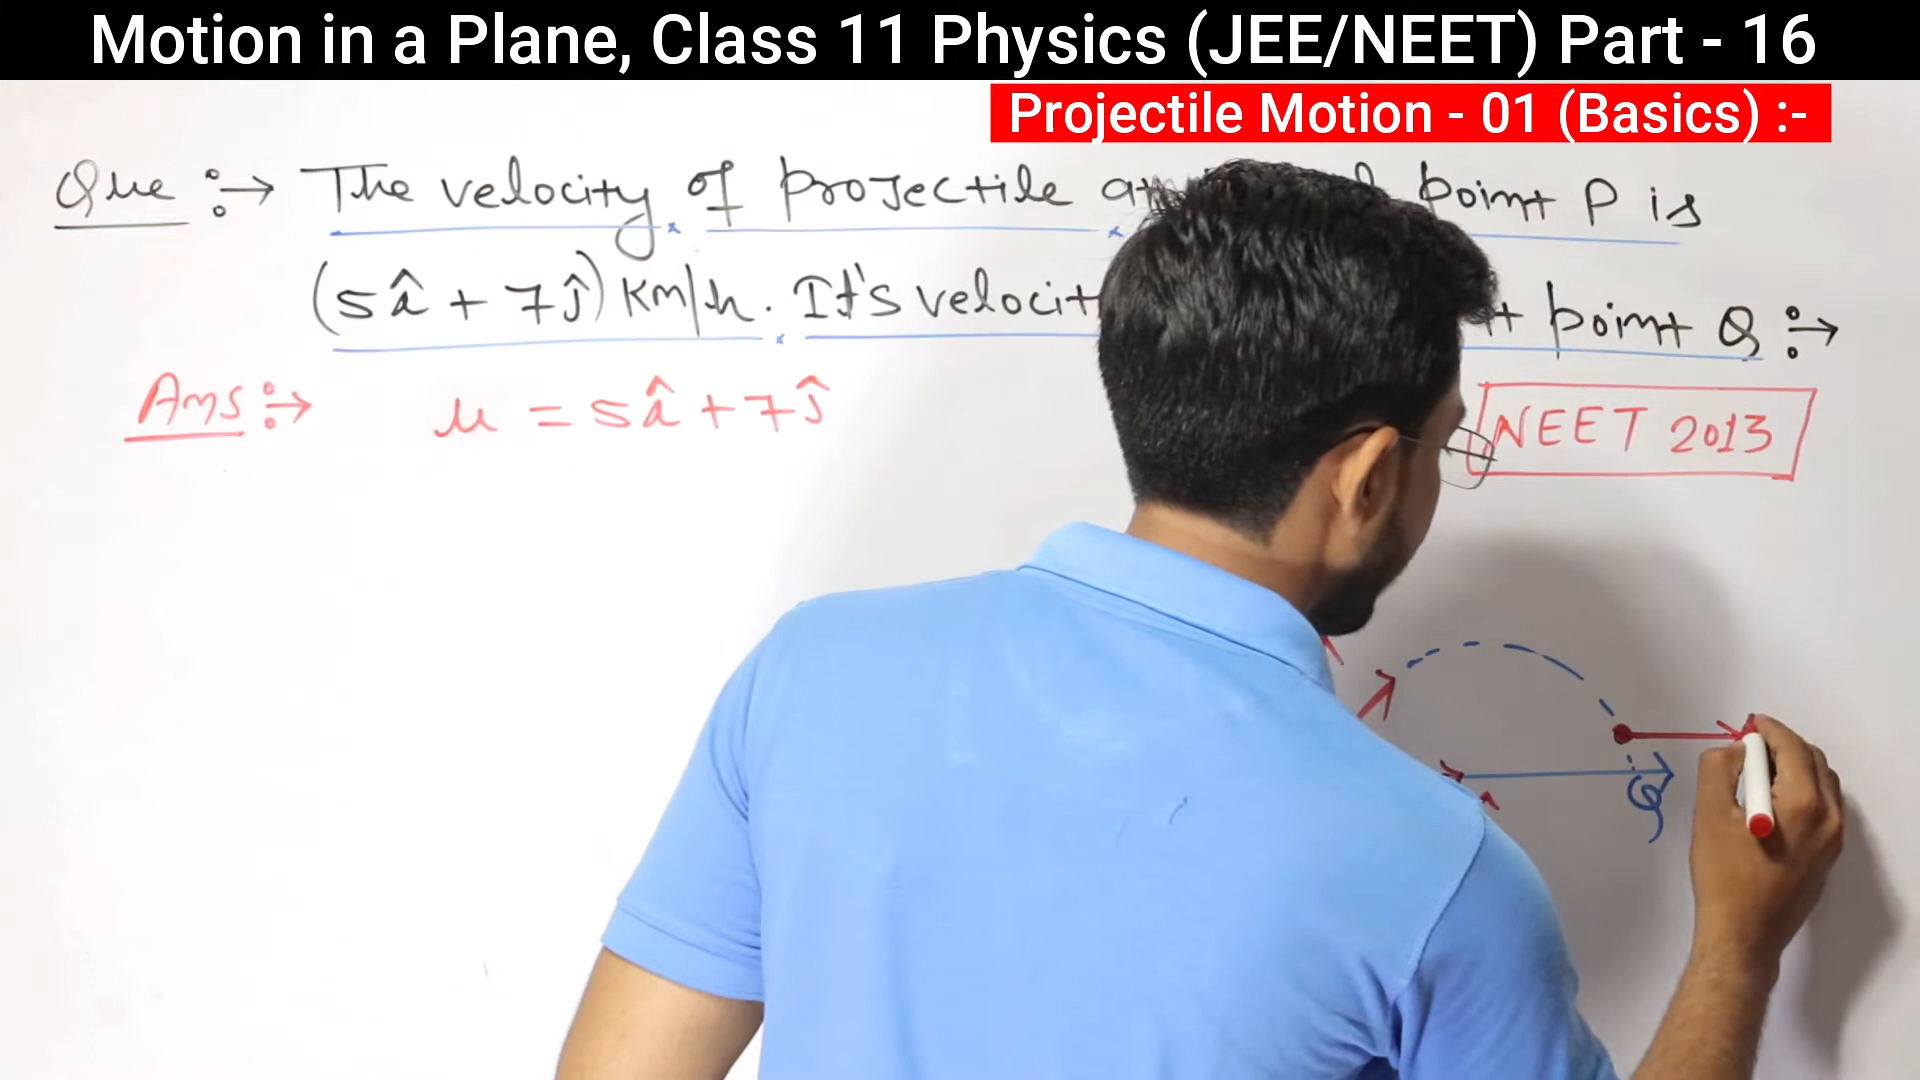 Motion in a Plane, Class 11 Physics (JEE/NEET) Part - 16
Projectile Motion - 01 (Basics) :-
Que :→ The velocity of projectile at point P is
(5î + 7ĵ) Km/h. It's velocity point Q :→
Ans :→ u = 5î + 7ĵ
NEET 2013
Q